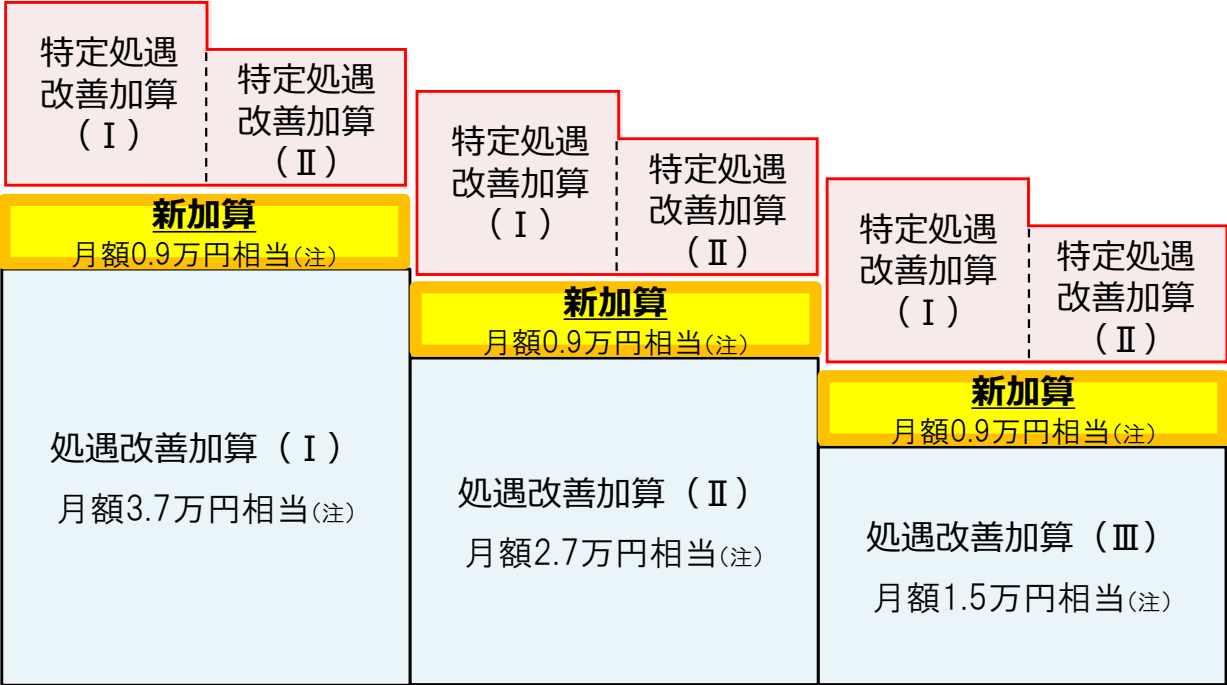 特定処遇
改善加算
（Ⅰ）
特定処遇
改善加算
（Ⅱ）
新加算
月額0.9万円相当(注)
処遇改善加算（Ⅰ）
月額3.7万円相当(注)
特定処遇
改善加算
（Ⅰ）
特定処遇
改善加算
（Ⅱ）
新加算
月額0.9万円相当(注)
処遇改善加算（Ⅱ）
月額2.7万円相当(注)
特定処遇
改善加算
（Ⅰ）
特定処遇
改善加算
（Ⅱ）
新加算
月額0.9万円相当(注)
処遇改善加算（Ⅲ）
月額1.5万円相当(注)